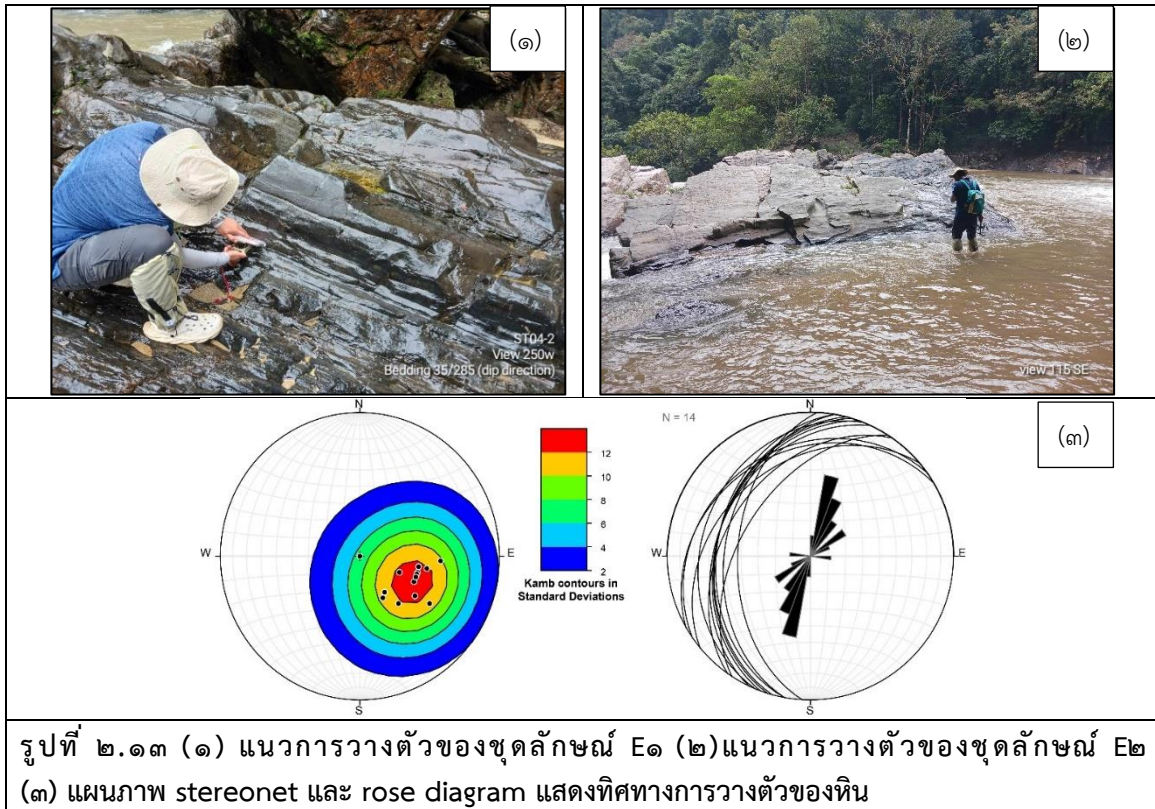 (๑)
ST04-2
View 250w
Bedding 35/285 (dip direction)
(๒)
view 115 SE
N
W
E
S
12
10
8
6
4
2
Kamb contours in
Standard Deviations
N = 14
N
W
E
S
(๓)
รูปที่ ๒.๑๓ (๑) แนวการวางตัวของชุดลักษณ์ E๑ (๒)แนวการวางตัวของชุดลักษณ์ E๒
(๓) แผนภาพ stereonet และ rose diagram แสดงทิศทางการวางตัวของหิน